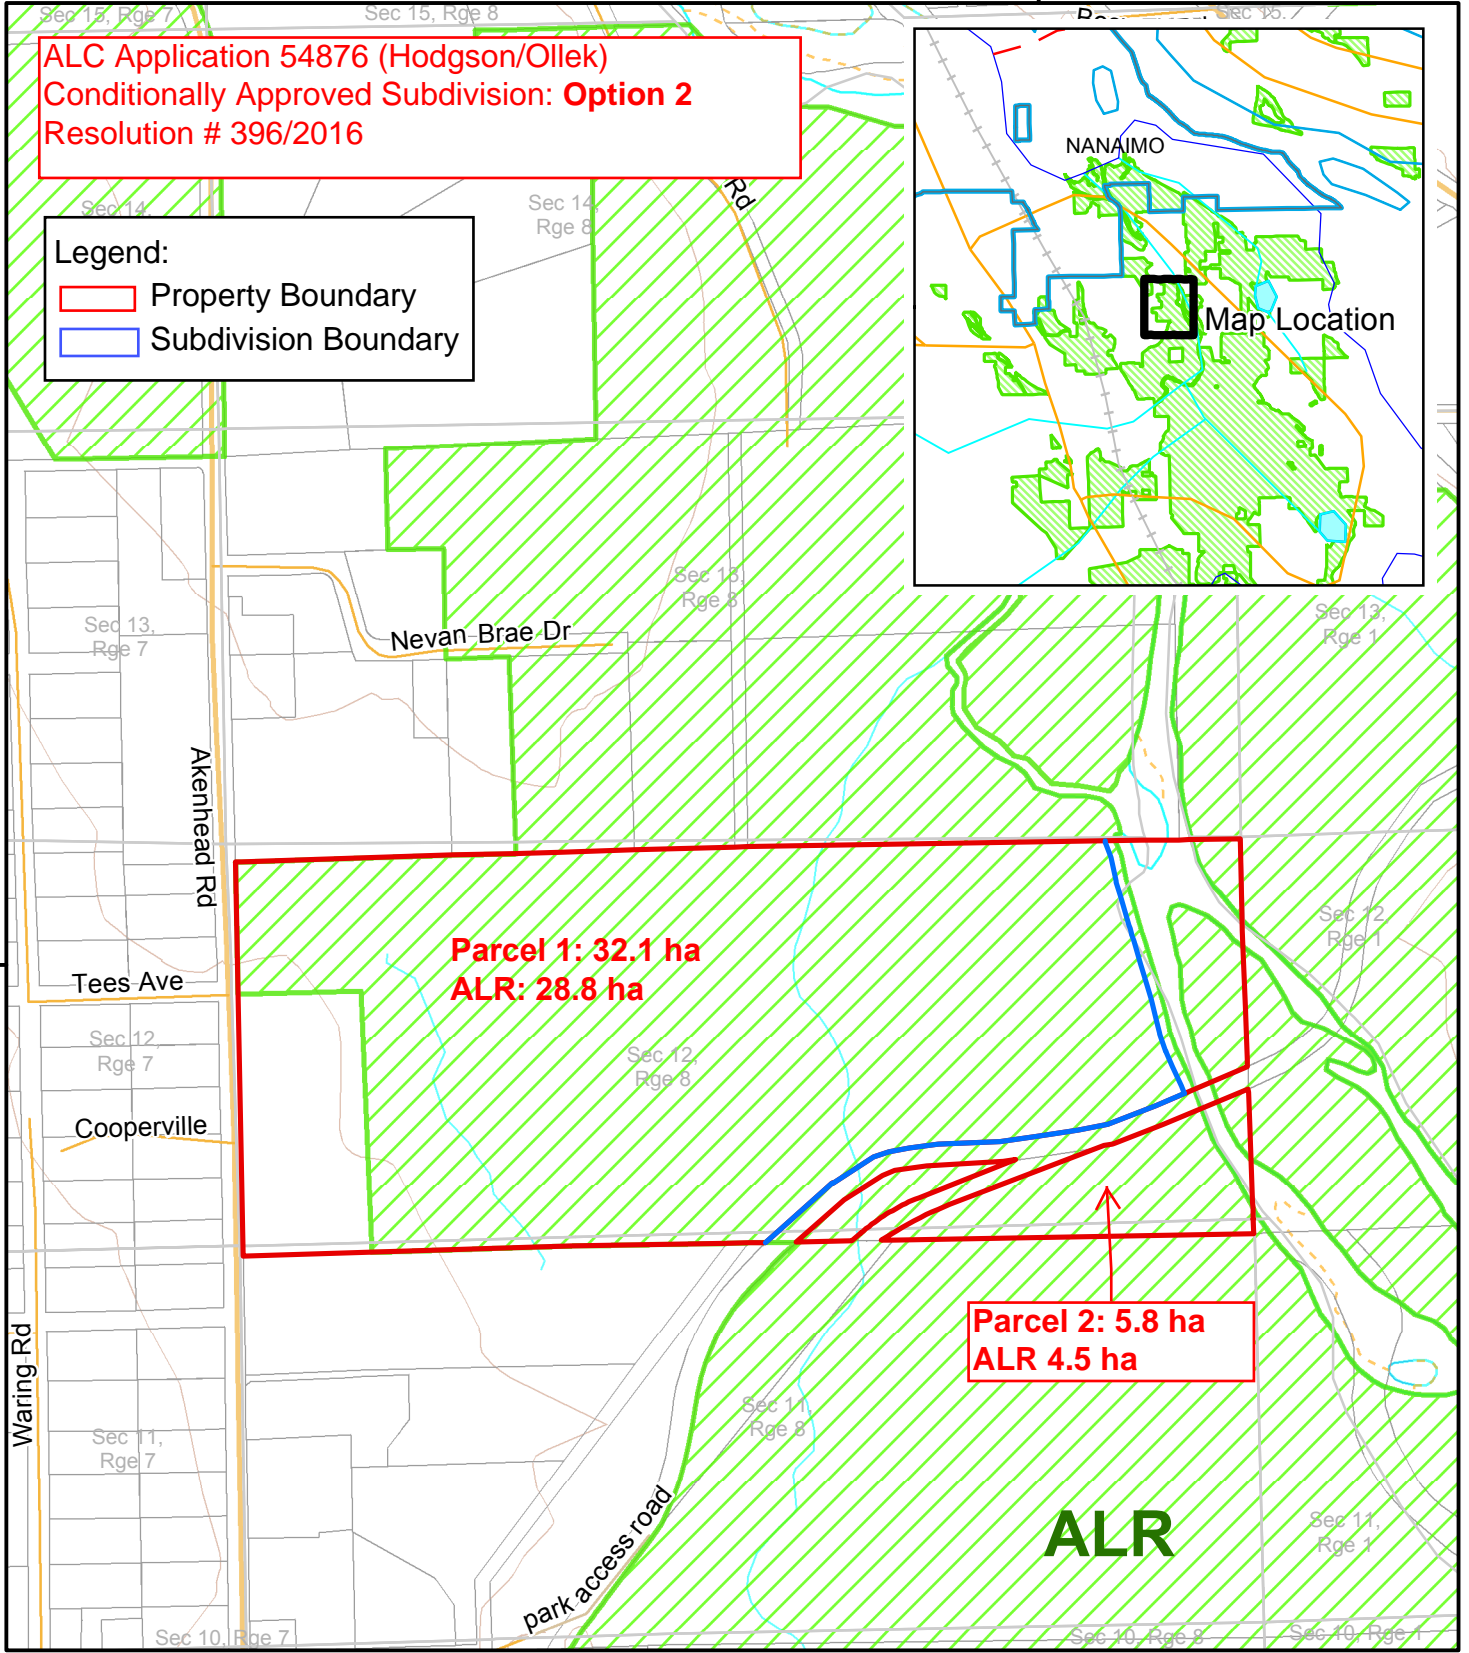 Sec 15, Rge 7
Sec 15, Rge 8
Sec 15,
ALC Application 54876 (Hodgson/Ollek)
Conditionally Approved Subdivision: Option 2
Resolution # 396/2016
NANAIMO
Map Location
Rd
Sec 14,
Sec 14,
Rge 8
Legend:
Property Boundary
Subdivision Boundary
Sec 13,
Rge 8
Sec 13,
Rge 1
Sec 13,
Rge 7
Nevan Brae Dr
Akenhead Rd
Sec 12
Rge 1
Parcel 1: 32.1 ha
ALR: 28.8 ha
Tees Ave
Sec 12,
Rge 7
Sec 12,
Rge 8
Cooperville
Parcel 2: 5.8 ha
ALR 4.5 ha
Waring Rd
Sec 11,
Rge 8
Sec 11,
Rge 7
park access road
ALR
Sec 11,
Rge 1
Sec 10, Rge 7
Sec 10, Rge 8
Sec 10, Rge 1